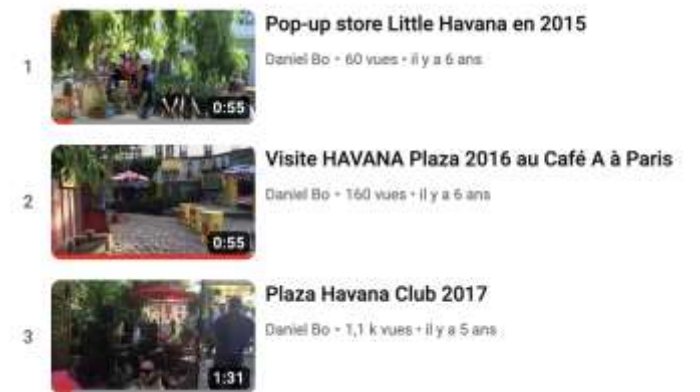 Pop-up store Little Havana en 2015
1
Daniel Bo • 60 vues • il y a 6 ans
0:55
Visite HAVANA Plaza 2016 au Café A à Paris
2
Daniel Bo • 160 vues • il y a 6 ans
0:55
Plaza Havana Club 2017
3
Daniel Bo • 1,1 k vues • il y a 5 ans
1:31